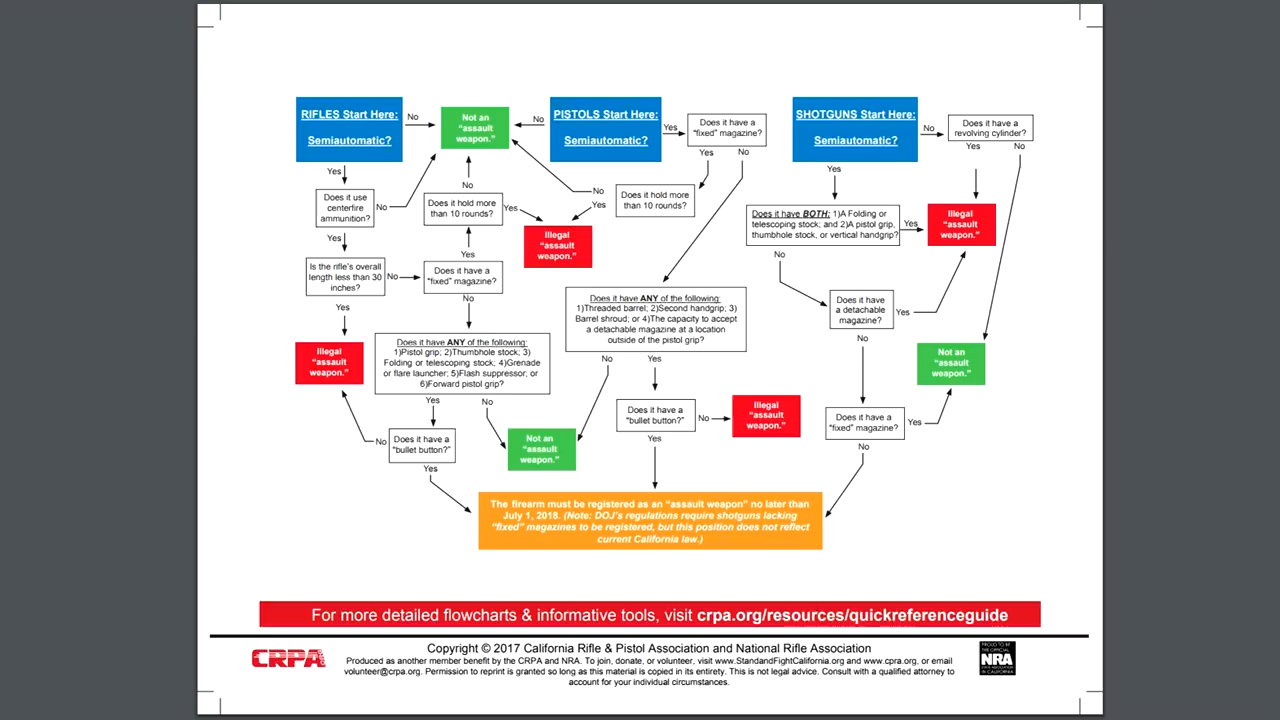 RIFLES Start Here:
Semiautomatic?
No
Not an
"assault
weapon."
No
PISTOLS Start Here:
Semiautomatic?
Yes
Does it have a
"fixed" magazine?
SHOTGUNS Start Here:
Semiautomatic?
No
Does it have a
revolving cylinder?
Yes
No
Yes
No
Yes
Yes
Does it use
centerfire
ammunition?
No
No
Does it hold more
than 10 rounds?
Yes
No
Yes
Does it hold more
than 10 rounds?
Illegal
"assault
weapon."
Does it have BOTH: 1)A Folding or
telescoping stock; and 2)A pistol grip,
thumbhole stock, or vertical handgrip?
Yes
Illegal
"assault
weapon."
Yes
Is the rifle's overall
length less than 30
inches?
No
Yes
Does it have a
"fixed" magazine?
No
No
Does it have
a detachable
magazine?
Yes
Does it have ANY of the following:
1)Threaded barrel; 2)Second handgrip; 3)
Barrel shroud; or 4)The capacity to accept
a detachable magazine at a location
outside of the pistol grip?
Yes
Illegal
"assault
weapon."
Does it have ANY of the following:
1)Pistol grip; 2)Thumbhole stock; 3)
Folding or telescoping stock; 4)Grenade
or flare launcher; 5)Flash suppressor; or
6)Forward pistol grip?
No
Yes
No
Not an
"assault
weapon."
Yes
No
Does it have a
"bullet button?"
No
Illegal
"assault
weapon."
Does it have a
"fixed" magazine?
Yes
No
Does it have a
"bullet button?"
Not an
"assault
weapon."
Yes
No
Yes
The firearm must be registered as an "assault weapon" no later than
July 1, 2018. (Note: DOJ's regulations require shotguns lacking
"fixed" magazines to be registered, but this position does not reflect
current California law.)
For more detailed flowcharts & informative tools, visit crpa.org/resources/quickreferenceguide
CRPA
Copyright © 2017 California Rifle & Pistol Association and National Rifle Association
Produced as another member benefit by the CRPA and NRA. To join, donate, or volunteer, visit www.StandandFightCalifornia.org and www.cpra.org, or email
volunteer@crpa.org. Permission to reprint is granted so long as this material is copied in its entirety. This is not legal advice. Consult with a qualified attorney to
account for your individual circumstances.
PROUD TO BE
THE OFFICIAL
NRA
STATE ASSOCIATION
IN CALIFORNIA